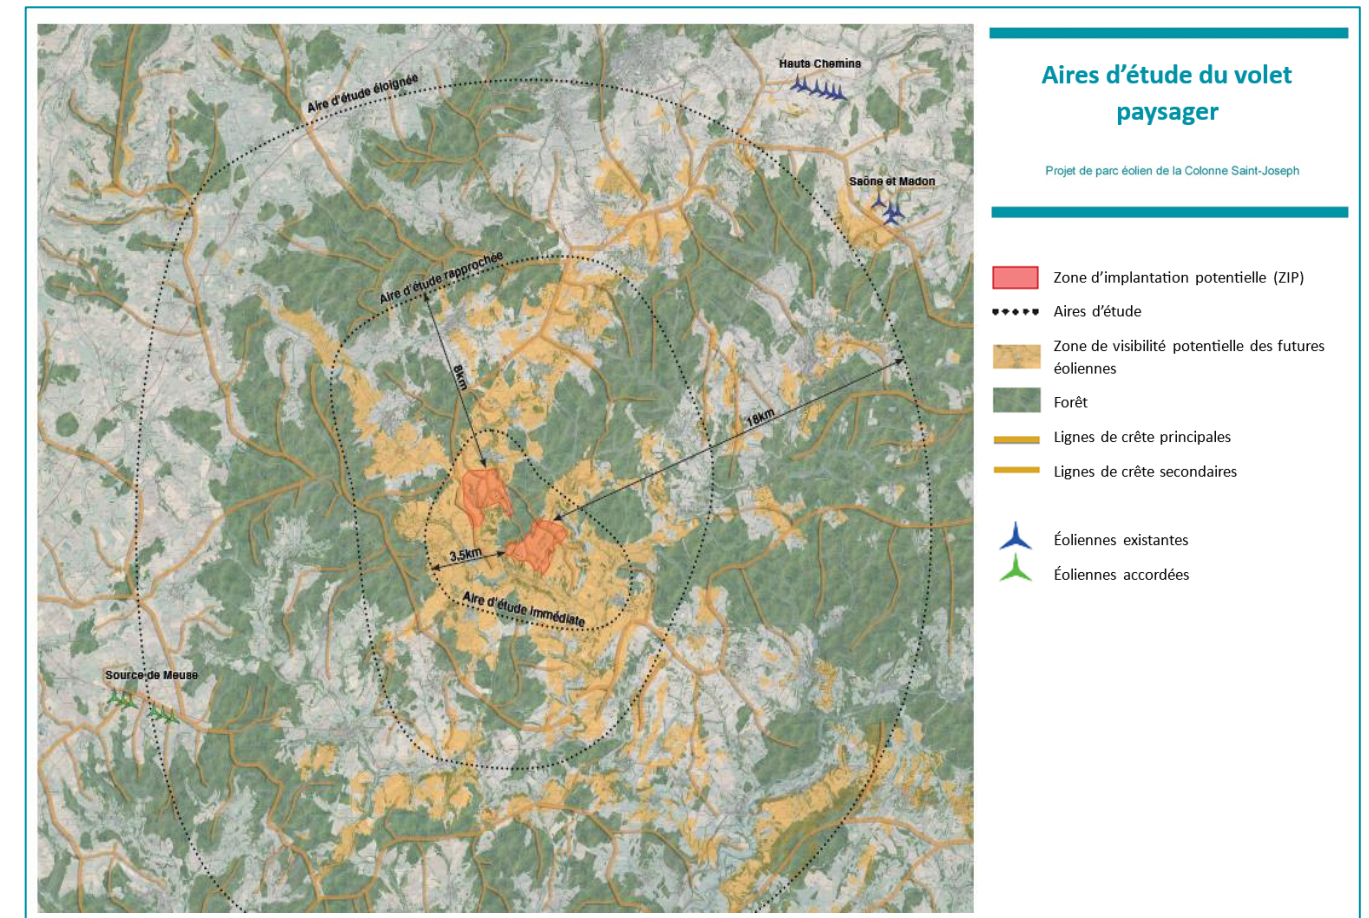 Aires d'étude du volet
paysager
Projet de parc éolien de la Colonne Saint-Joseph
Zone d'implantation potentielle (ZIP)
Aires d'étude
Zone de visibilité potentielle des futures
éoliennes
Forêt
Lignes de crête principales
Lignes de crête secondaires
Éoliennes existantes
Éoliennes accordées
Hauts Chemins
Aire d'étude éloignée
Saône et Madon
Aire d'étude rapprochée
8km
18km
3,5km
Aire d'étude immédiate
Source de Meuse